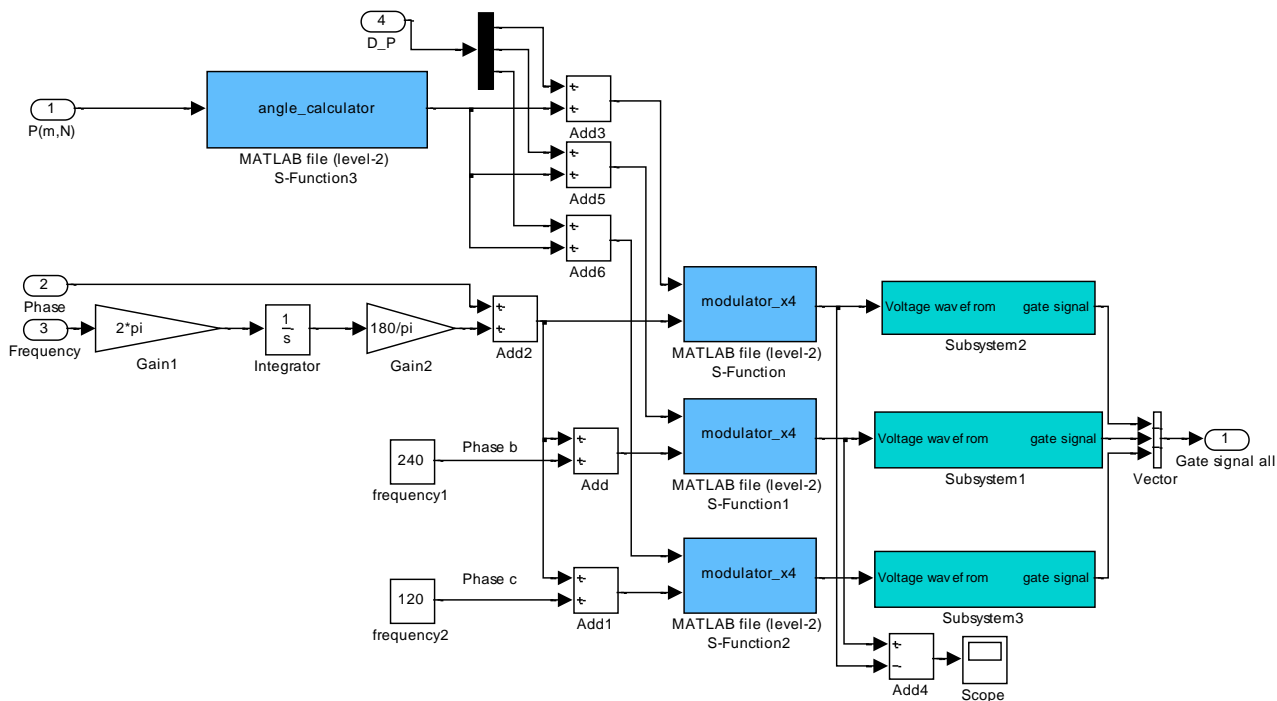 4
D_P
1
P(m,N)
angle_calculator
MATLAB file (level-2)
S-Function3
+
+
Add3
+
+
Add5
+
+
Add6
2
Phase
3
Frequency
2*pi
Gain1
1
s
Integrator
180/pi
Gain2
+
+
Add2
modulator_x4
MATLAB file (level-2)
S-Function
Voltage wavefrom gate signal
Subsystem2
240
frequency1
Phase b
+
+
Add
modulator_x4
MATLAB file (level-2)
S-Function1
Voltage wavefrom gate signal
Subsystem1
Vector
1
Gate signal all
120
frequency2
Phase c
+
+
Add1
modulator_x4
MATLAB file (level-2)
S-Function2
Voltage wavefrom gate signal
Subsystem3
+
−
Add4
Scope